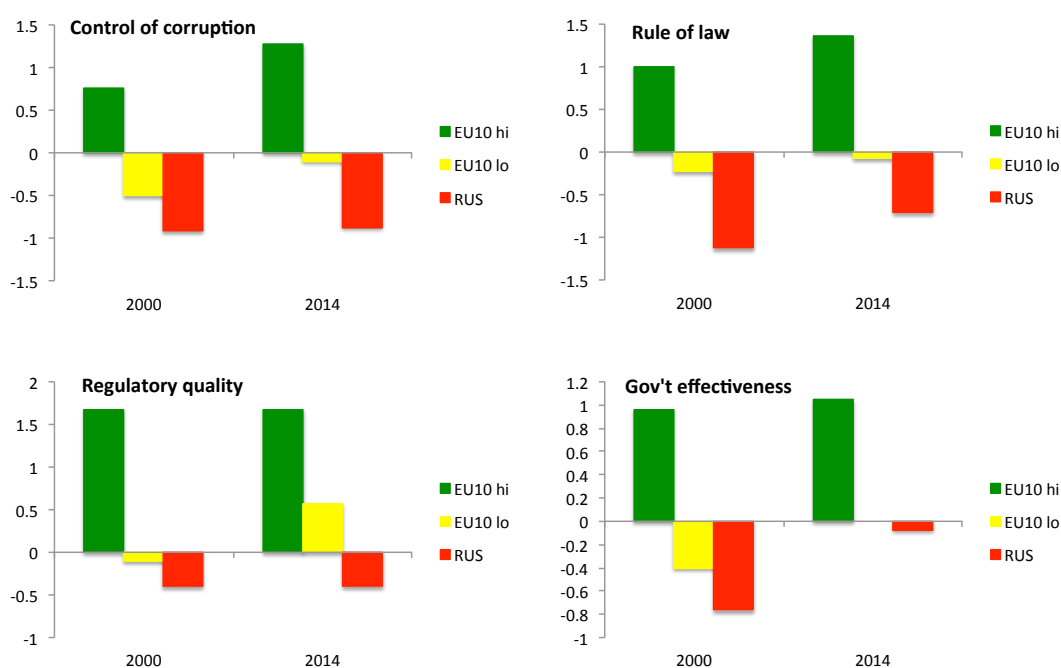 Control of corruption
1.5
1
0.5
0
-0.5
-1
-1.5
2000 2014
EU10 hi
EU10 lo
RUS
Rule of law
1.5
1
0.5
0
-0.5
-1
-1.5
2000 2014
EU10 hi
EU10 lo
RUS
Regulatory quality
2
1.5
1
0.5
0
-0.5
-1
2000 2014
EU10 hi
EU10 lo
RUS
Gov't effectiveness
1.2
1
0.8
0.6
0.4
0.2
0
-0.2
-0.4
-0.6
-0.8
-1
2000 2014
EU10 hi
EU10 lo
RUS